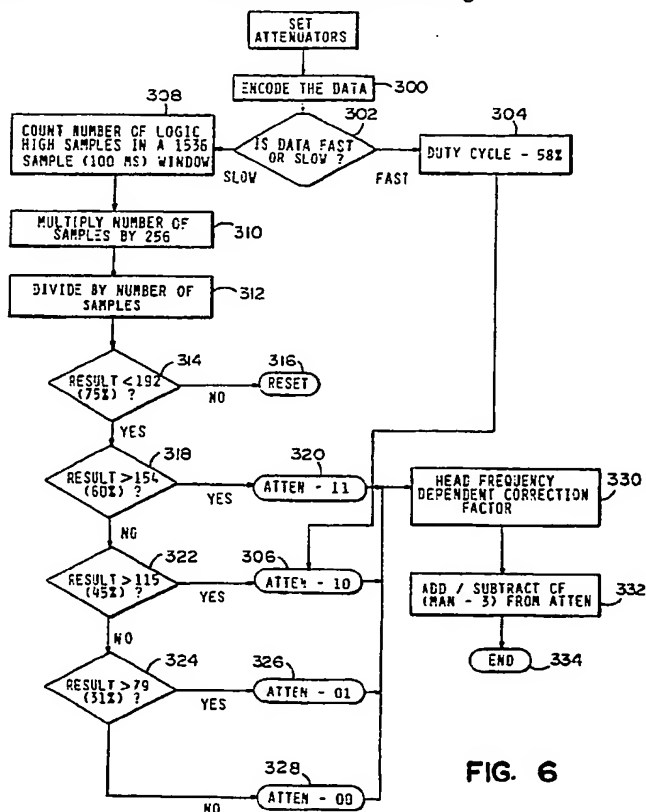 SET
ATTENUATORS
ENCODE THE DATA
300
302
IS DATA FAST
OR SLOW ?
SLOW
FAST
304
DUTY CYCLE - 58%
308
COUNT NUMBER OF LOGIC
HIGH SAMPLES IN A 1536
SAMPLE (100 MS) WINDOW
MULTIPLY NUMBER OF
SAMPLES BY 256
310
DIVIDE BY NUMBER OF
SAMPLES
312
314
RESULT < 192
(75%) ?
NO
316
RESET
YES
318
RESULT > 154
(60%) ?
YES
320
ATTEN - 11
HEAD FREQUENCY
DEPENDENT CORRECTION
FACTOR
330
NO
322
RESULT > 115
(45%) ?
YES
306
ATTEN - 10
ADD / SUBTRACT CF
(MAN - 3) FROM ATTEN
332
NO
324
RESULT > 79
(31%) ?
YES
326
ATTEN - 01
END
334
NO
328
ATTEN - 00
FIG. 6